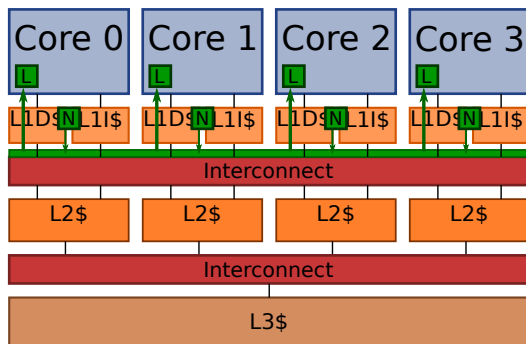 Core 0 Core 1 Core 2 Core 3
L L L L
L1D$ N L1I$ L1D$ N L1I$ L1D$ N L1I$ L1D$ N L1I$
Interconnect
L2$ L2$ L2$ L2$
Interconnect
L3$